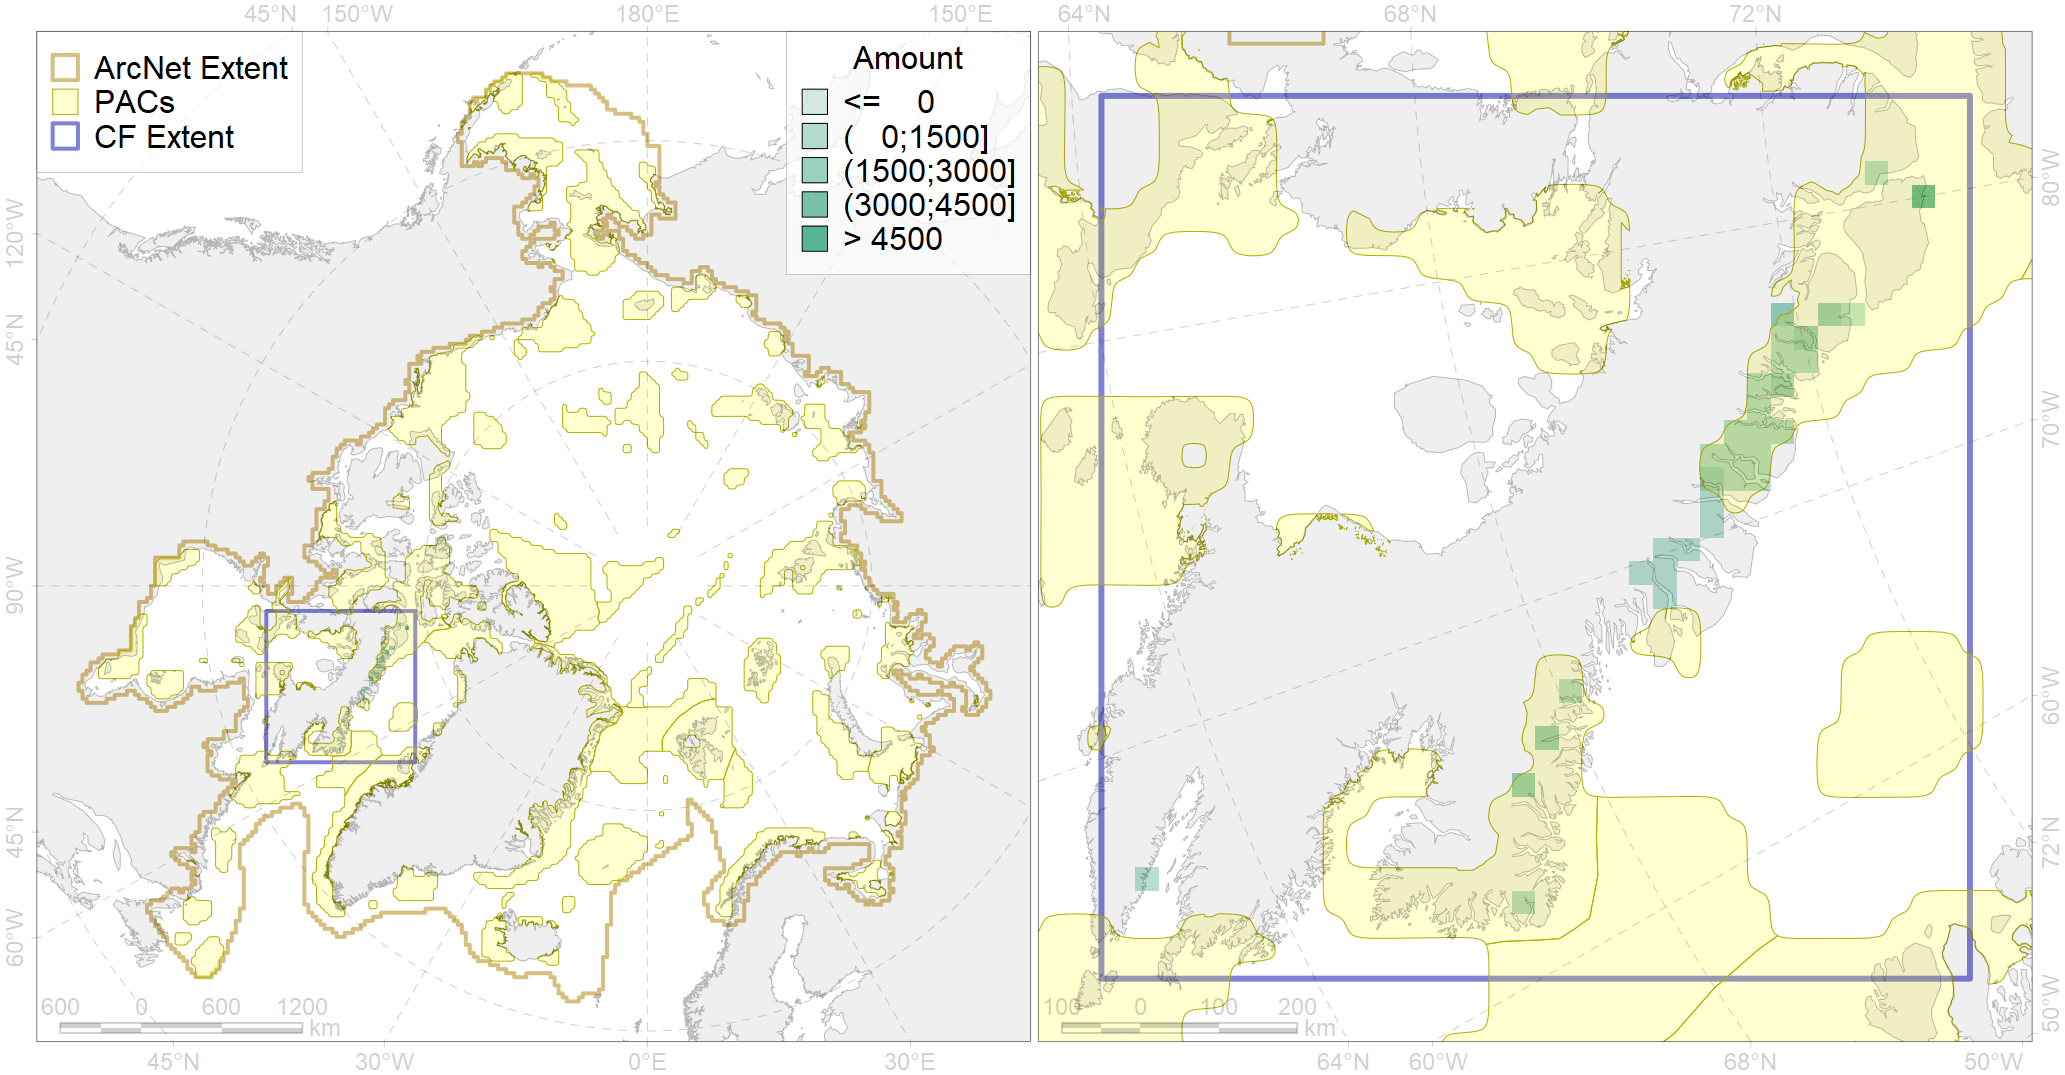 45°N 150°W 180°E 150°E 64°N 68°N 72°N
ArcNet Extent
PACs
CF Extent
Amount
<= 0
( 0;1500]
(1500;3000]
(3000;4500]
> 4500
120°W
45°N
90°W
45°N
60°W
80°W
70°W
60°W
72°N
50°W
600 0 600 1200
km
100 0 100 200
km
45°N 30°W 0°E 30°E 64°N 60°W 68°N 50°W